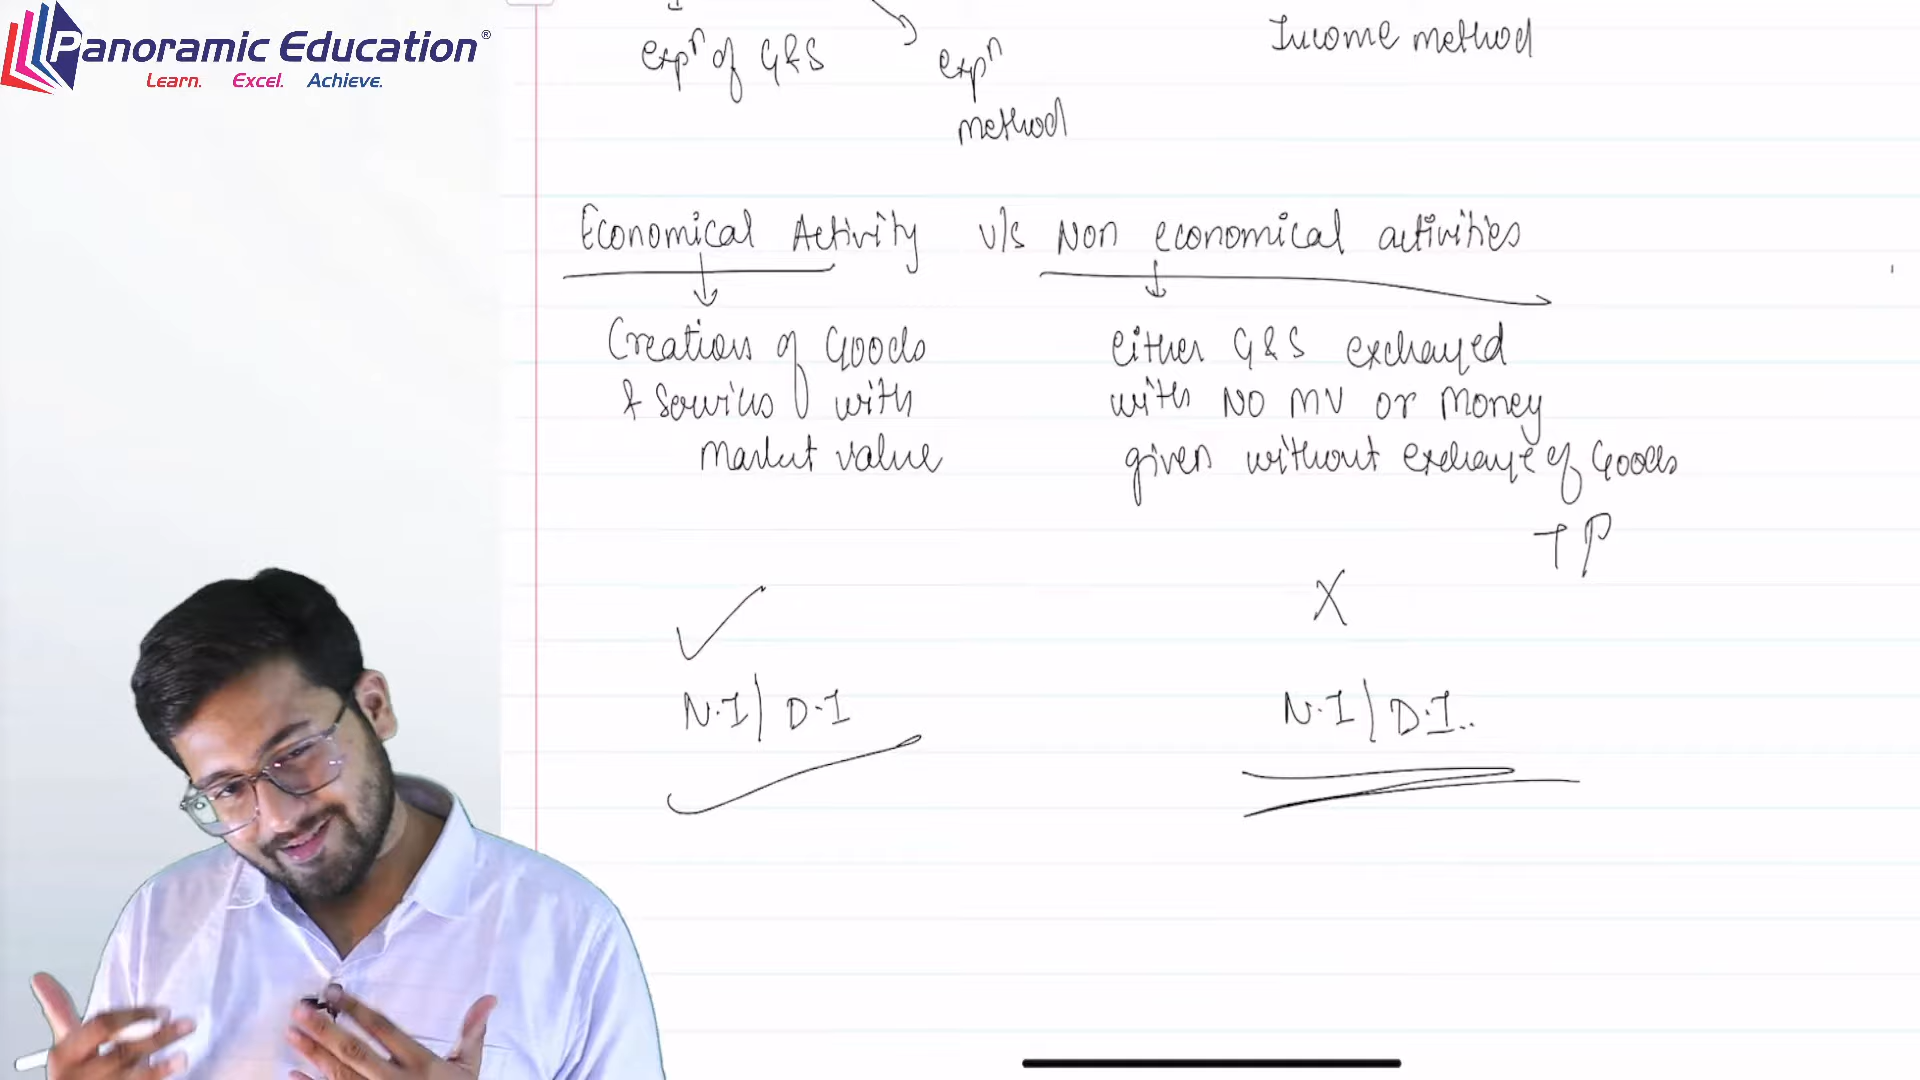 Panoramic Education®
Learn. Excel. Achieve.
Income method
expⁿ of G&S
expⁿ
method
Economical Activity v/s Non economical activities
Creation of Goods
& Services with
market value
either G&S exchanged
with NO MV or money
given without exchange of Goods
TP
✓
X
N.I | D.I
N.I | D.I..